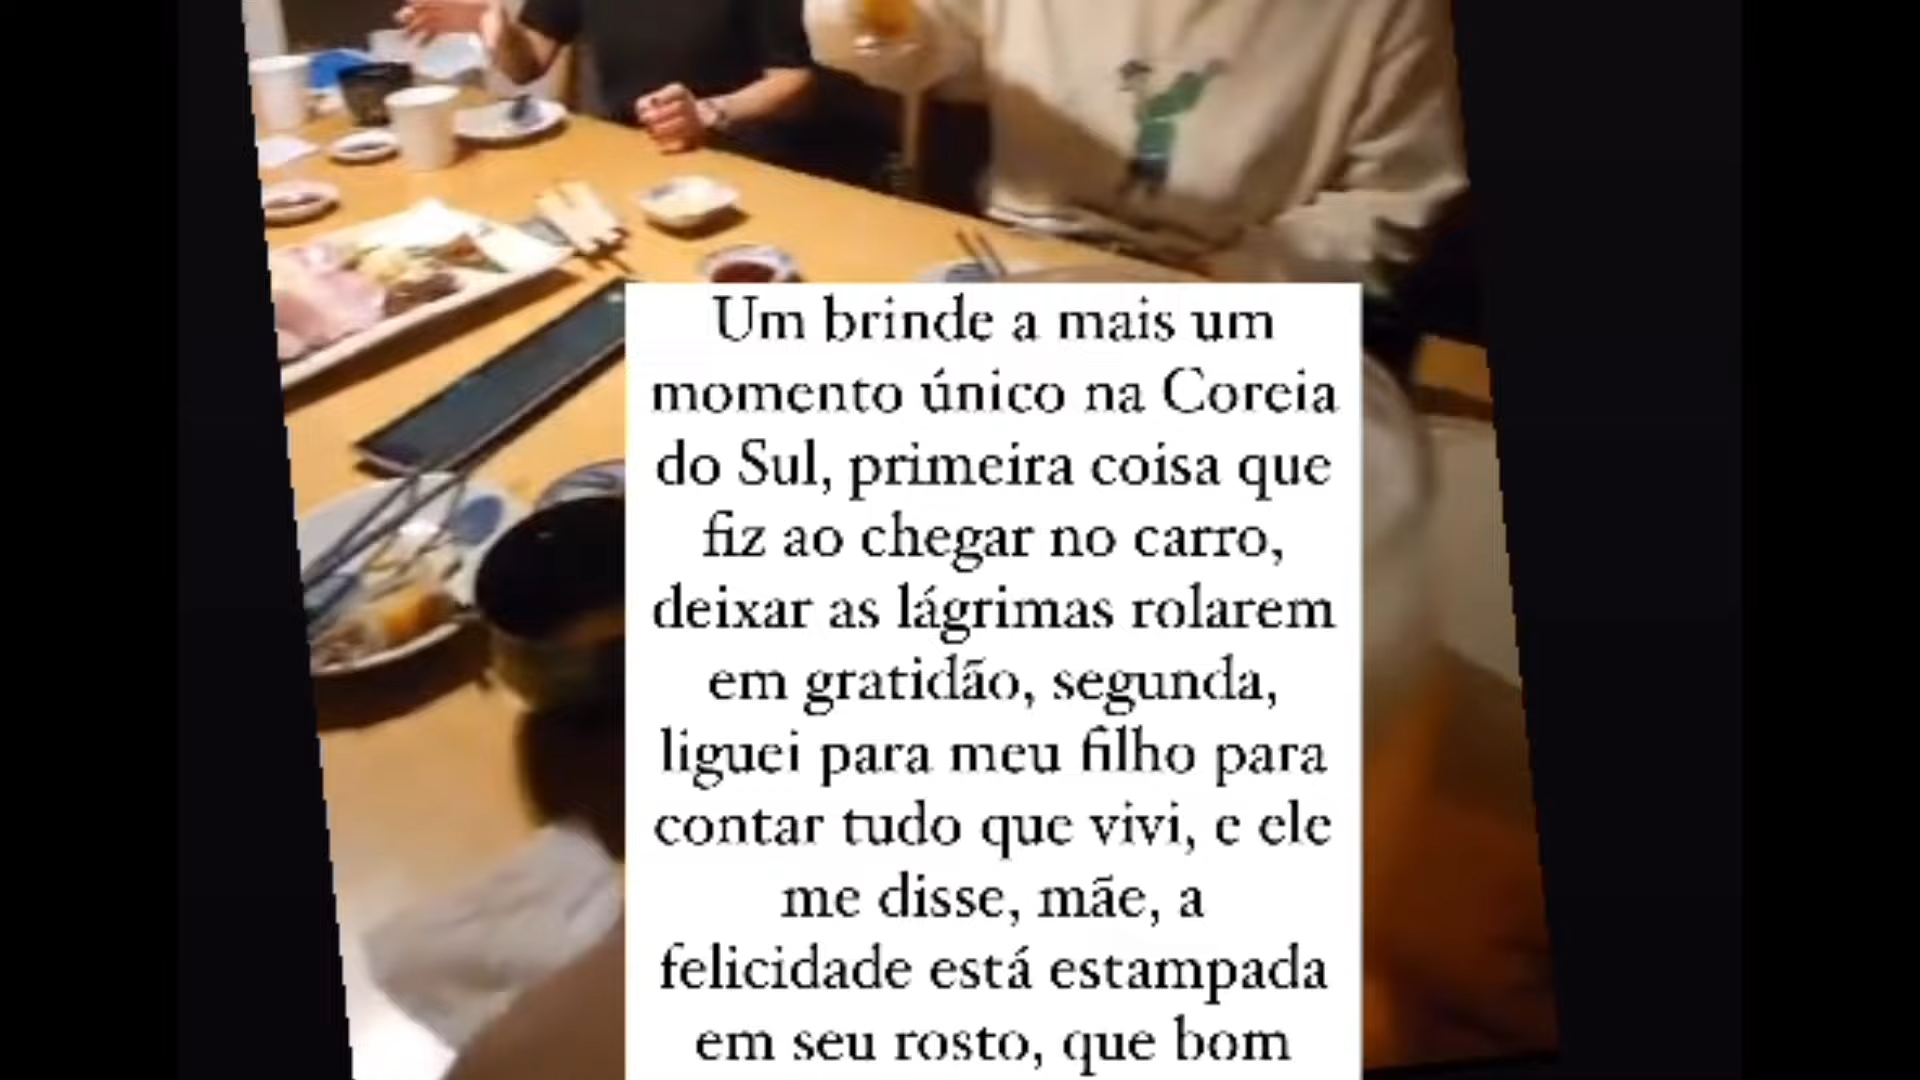 Um brinde a mais um
momento único na Coreia
do Sul, primeira coisa que
fiz ao chegar no carro,
deixar as lágrimas rolarem
em gratidão, segunda,
liguei para meu filho para
contar tudo que vivi, e ele
me disse, mãe, a
felicidade está estampada
em seu rosto, que bom